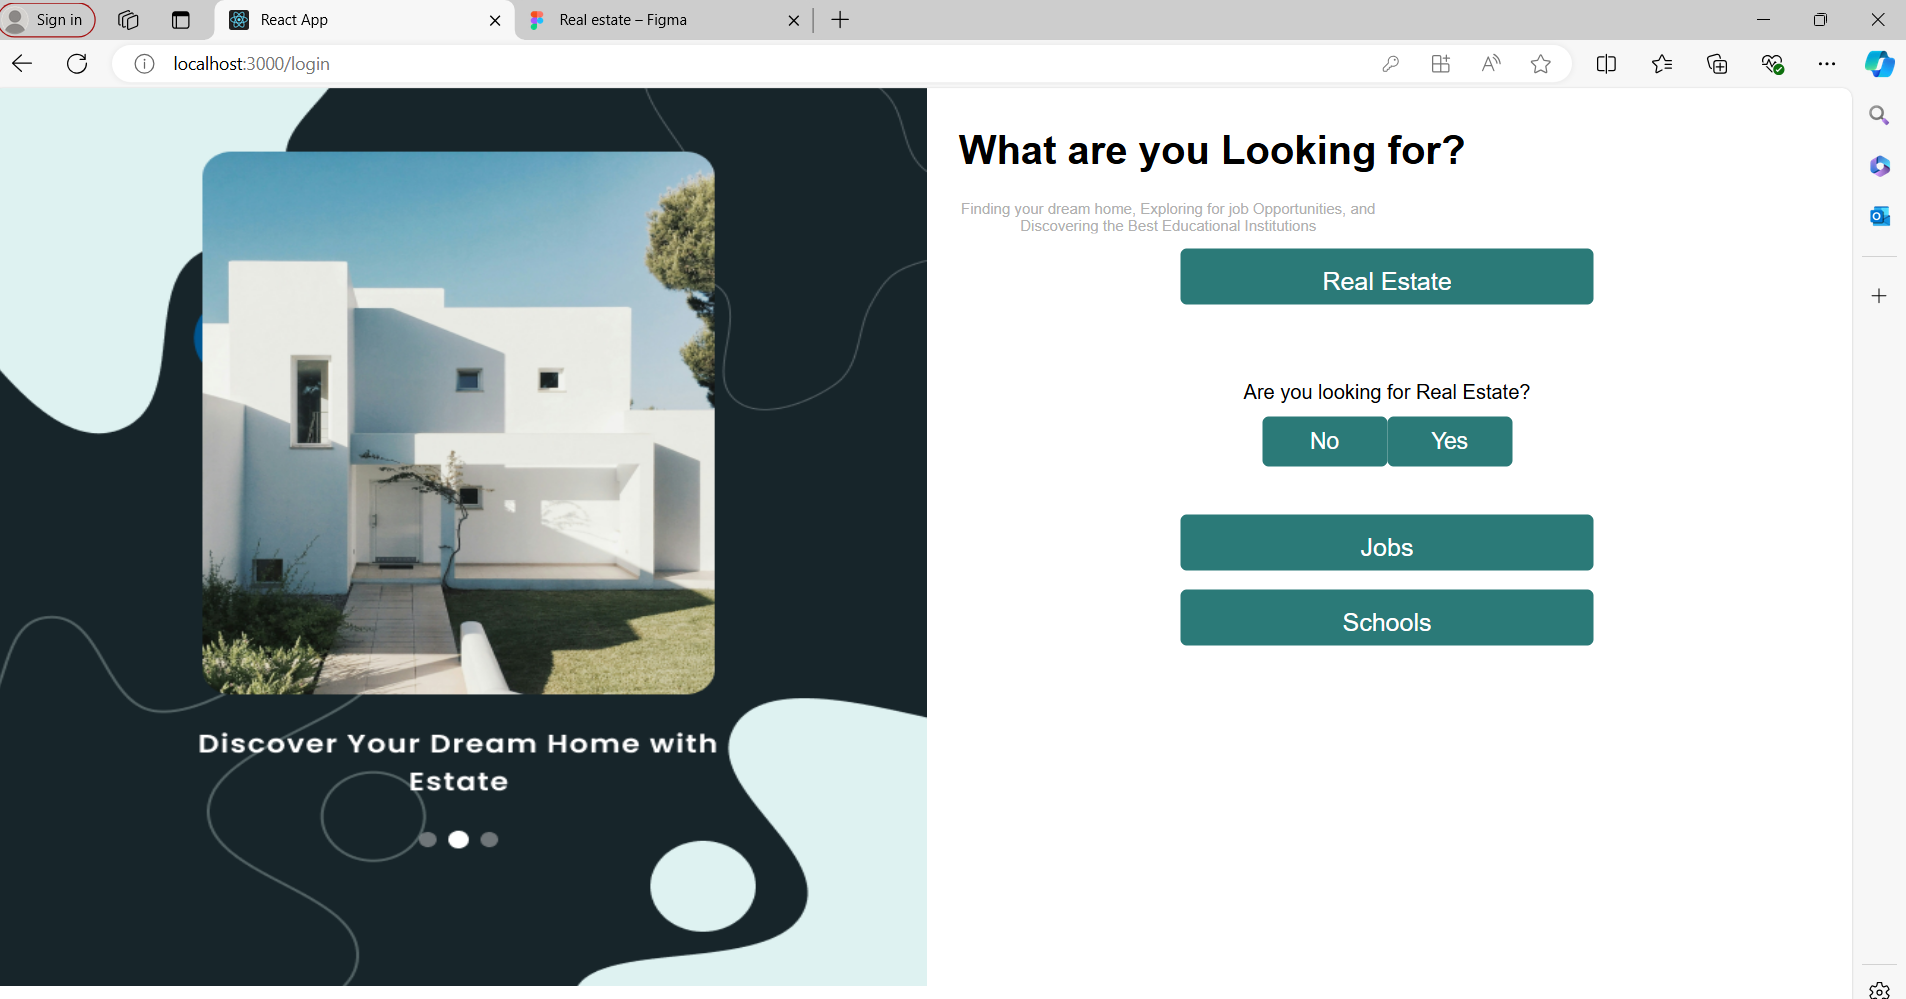 Sign in
React App
Real estate – Figma
localhost:3000/login
What are you Looking for?
Finding your dream home, Exploring for job Opportunities, and
Discovering the Best Educational Institutions
Real Estate
Are you looking for Real Estate?
No Yes
Jobs
Schools
Discover Your Dream Home with
Estate